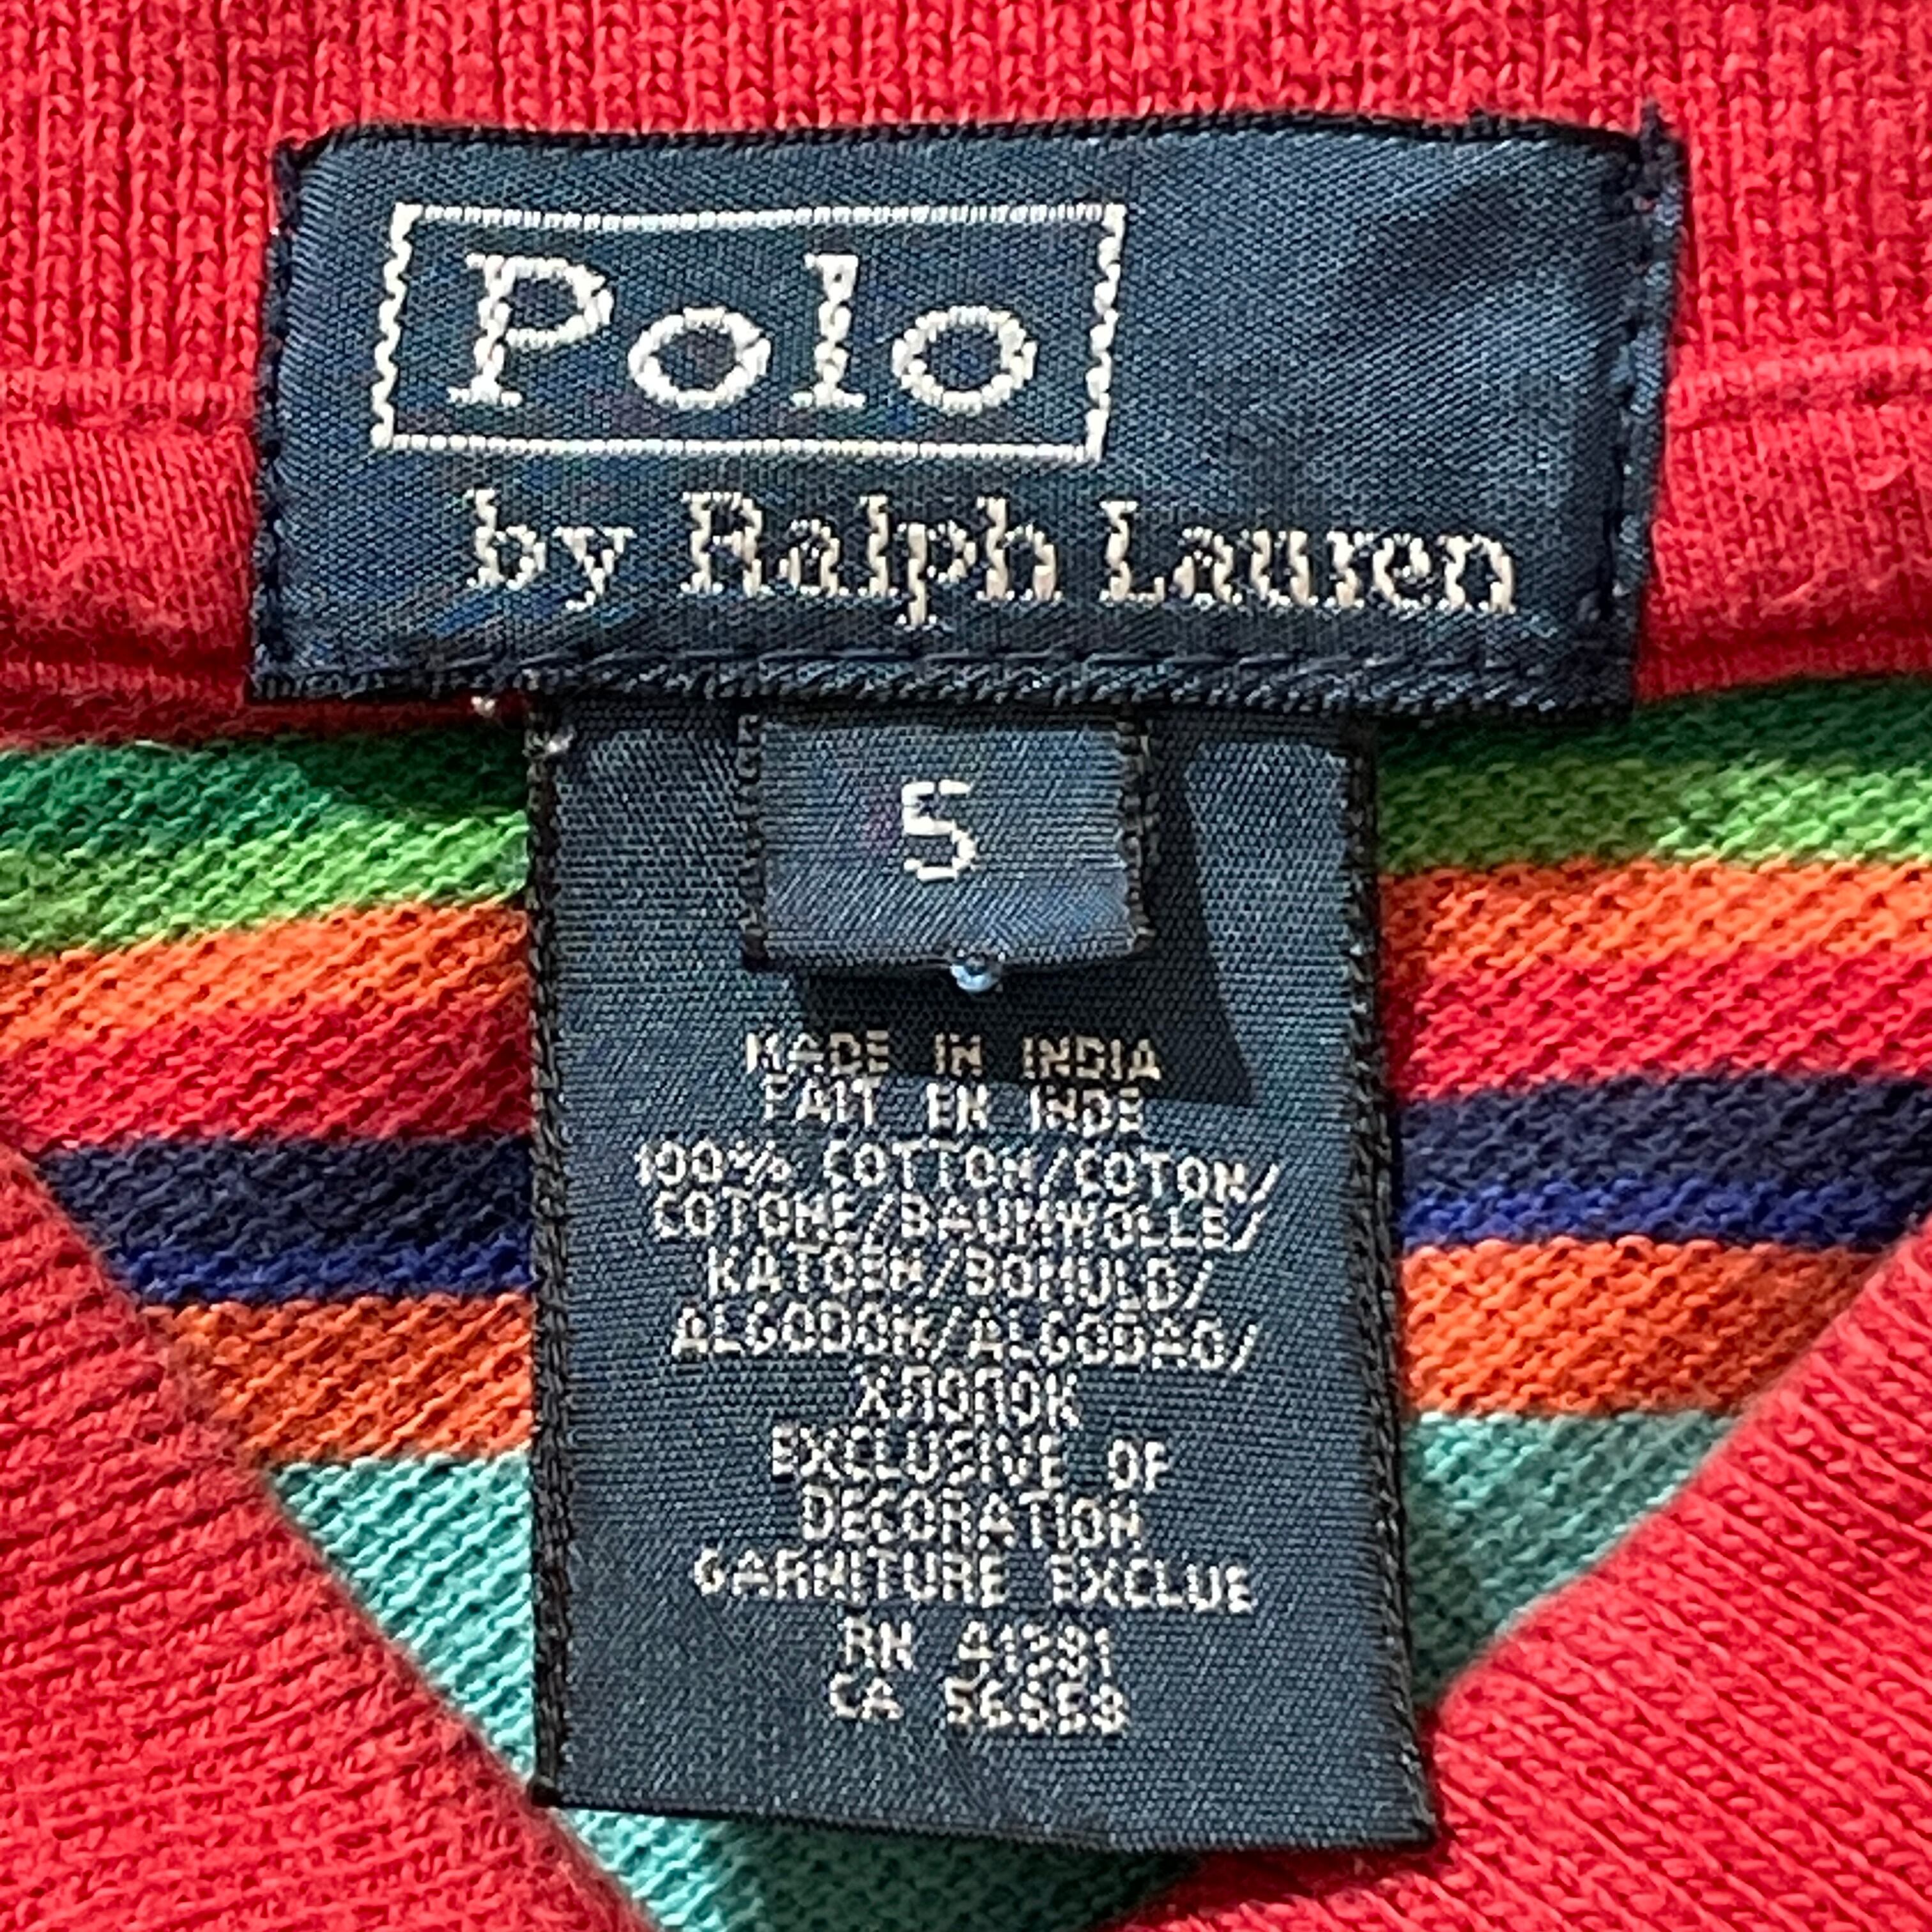 Polo
by Ralph Lauren
5
MADE IN INDIA
FAIT EN INDE
100% COTTON/COTON/
COTONE/BAUMWOLLE/
KATOEN/BOMULD/
ALGODON/ALGODAO/
ХЛОПОК
EXCLUSIVE OF
DECORATION
GARNITURE EXCLUE
RN 41381
CA